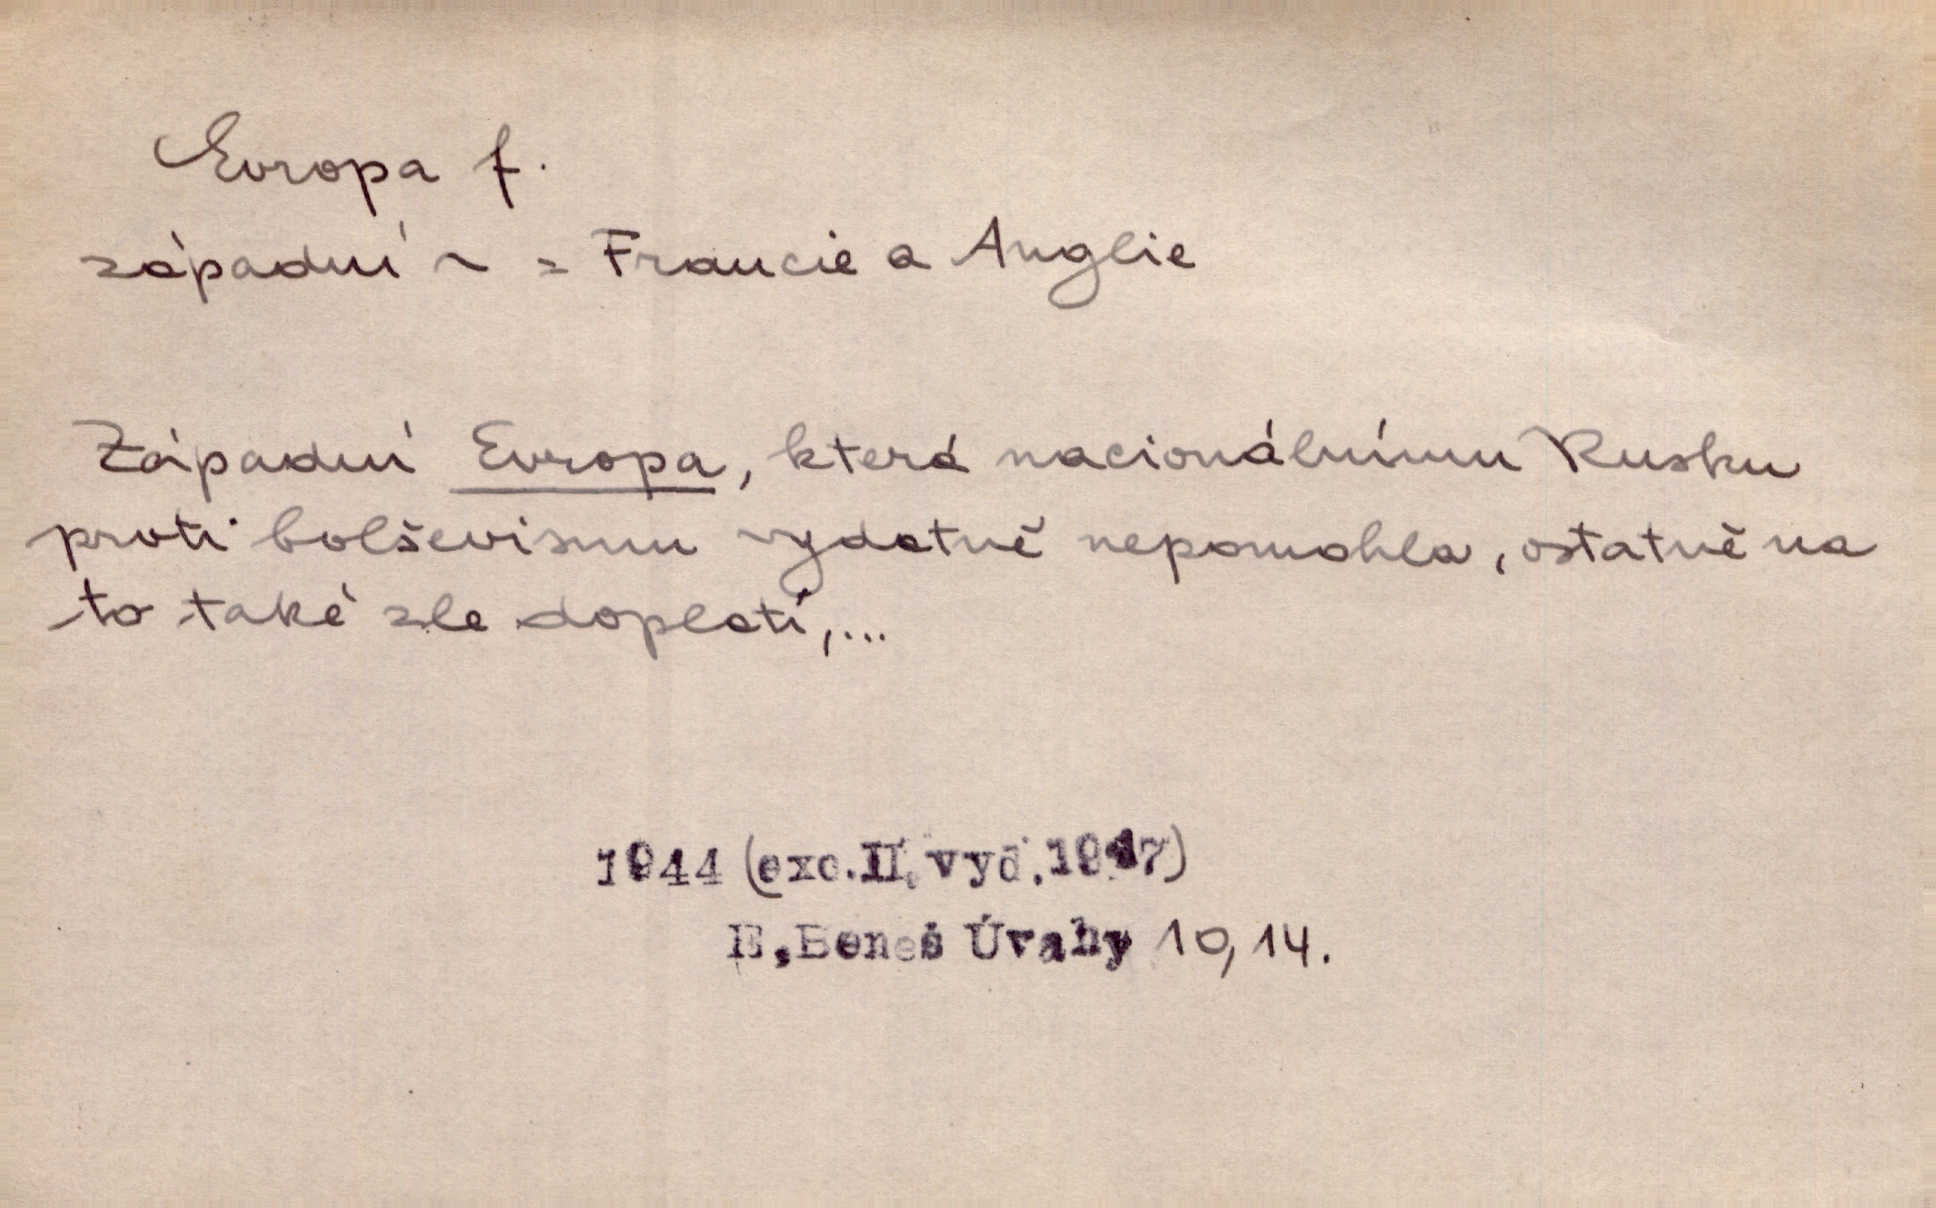 Evropa f.
západní ~ = Francie a Anglie
Západní Evropa, která nacionálnímu Rusku
proti bolševismu vydatně nepomohla, ostatně na
to také zle doplatí,...
1944 (exc.II. vyd.1947)
E.Beneš Úvahy 10, 14.